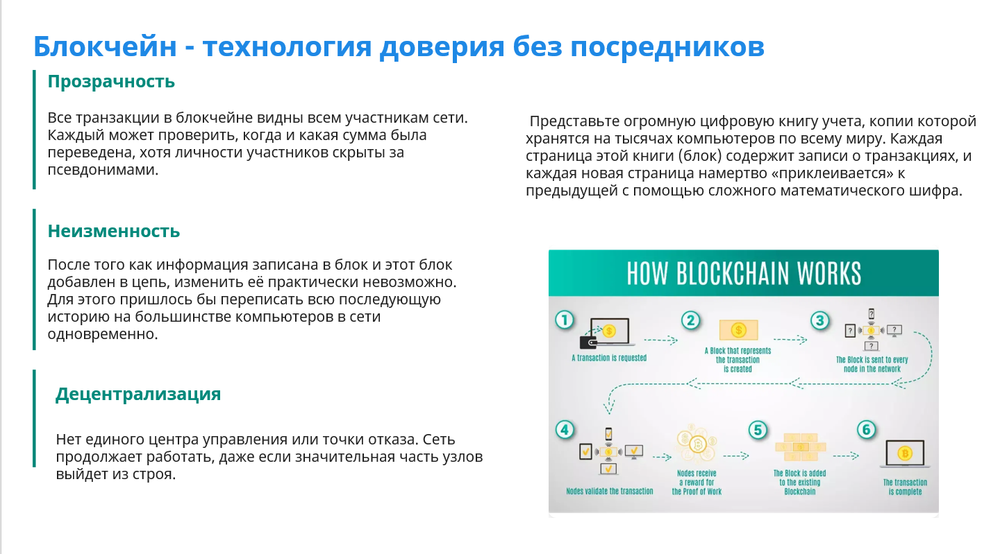 Блокчейн - технология доверия без посредников
Прозрачность
Все транзакции в блокчейне видны всем участникам сети.
Каждый может проверить, когда и какая сумма была
переведена, хотя личности участников скрыты за
псевдонимами.
Неизменность
После того как информация записана в блок и этот блок
добавлен в цепь, изменить её практически невозможно.
Для этого пришлось бы переписать всю последующую
историю на большинстве компьютеров в сети
одновременно.
Децентрализация
Нет единого центра управления или точки отказа. Сеть
продолжает работать, даже если значительная часть узлов
выйдет из строя.
Представьте огромную цифровую книгу учета, копии которой
хранятся на тысячах компьютеров по всему миру. Каждая
страница этой книги (блок) содержит записи о транзакциях, и
каждая новая страница намертво «приклеивается» к
предыдущей с помощью сложного математического шифра.
HOW BLOCKCHAIN WORKS
1
A transaction is requested
2
A Block that represents
the transaction
is created
3
The Block is sent to every
node in the network
4
Nodes validate the transaction
Nodes receive
a reward for
the Proof of Work
5
The Block is added
to the existing
Blockchain
6
The transaction
is complete